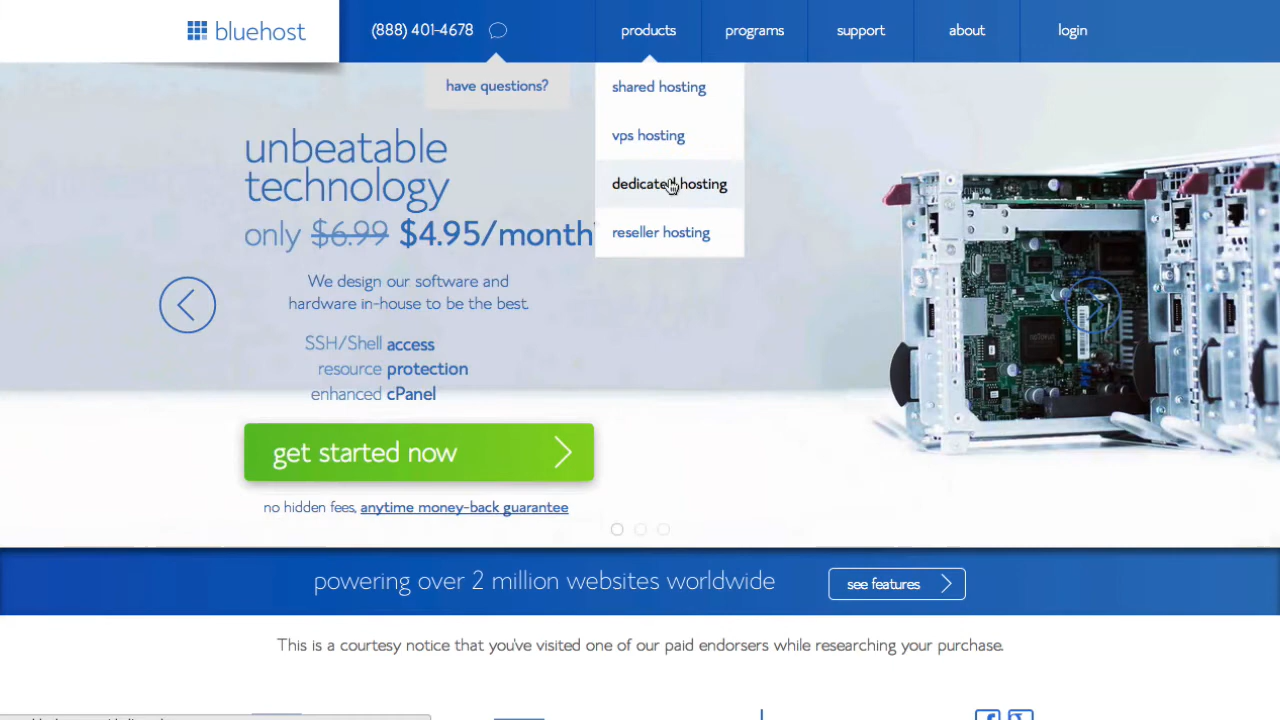 bluehost
(888) 401-4678
products
programs
support
about
login
have questions?
shared hosting
vps hosting
dedicated hosting
reseller hosting
unbeatable
technology
only $6.99 $4.95/month
We design our software and
hardware in-house to be the best.
SSH/Shell access
resource protection
enhanced cPanel
get started now
no hidden fees, anytime money-back guarantee
powering over 2 million websites worldwide
see features
This is a courtesy notice that you've visited one of our paid endorsers while researching your purchase.